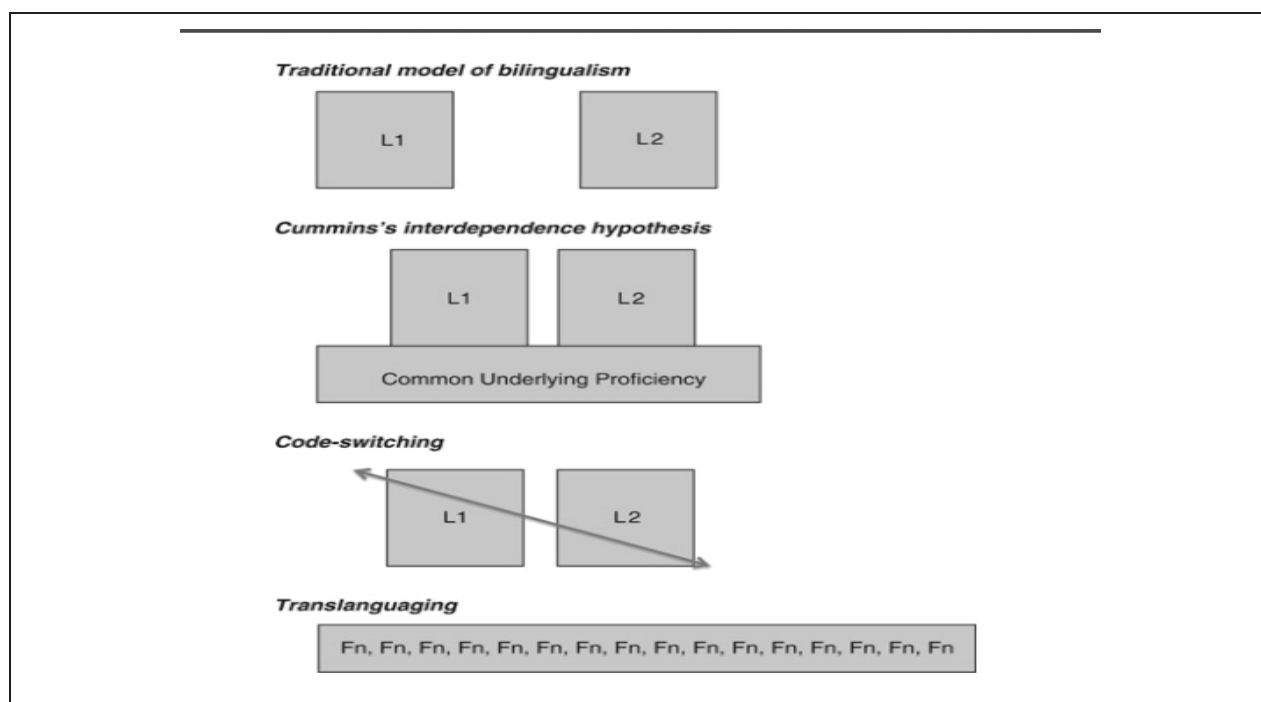 Traditional model of bilingualism
L1 L2
Cummins's interdependence hypothesis
L1 L2
Common Underlying Proficiency
Code-switching
L1 L2
Translanguaging
Fn, Fn, Fn, Fn, Fn, Fn, Fn, Fn, Fn, Fn, Fn, Fn, Fn, Fn, Fn, Fn